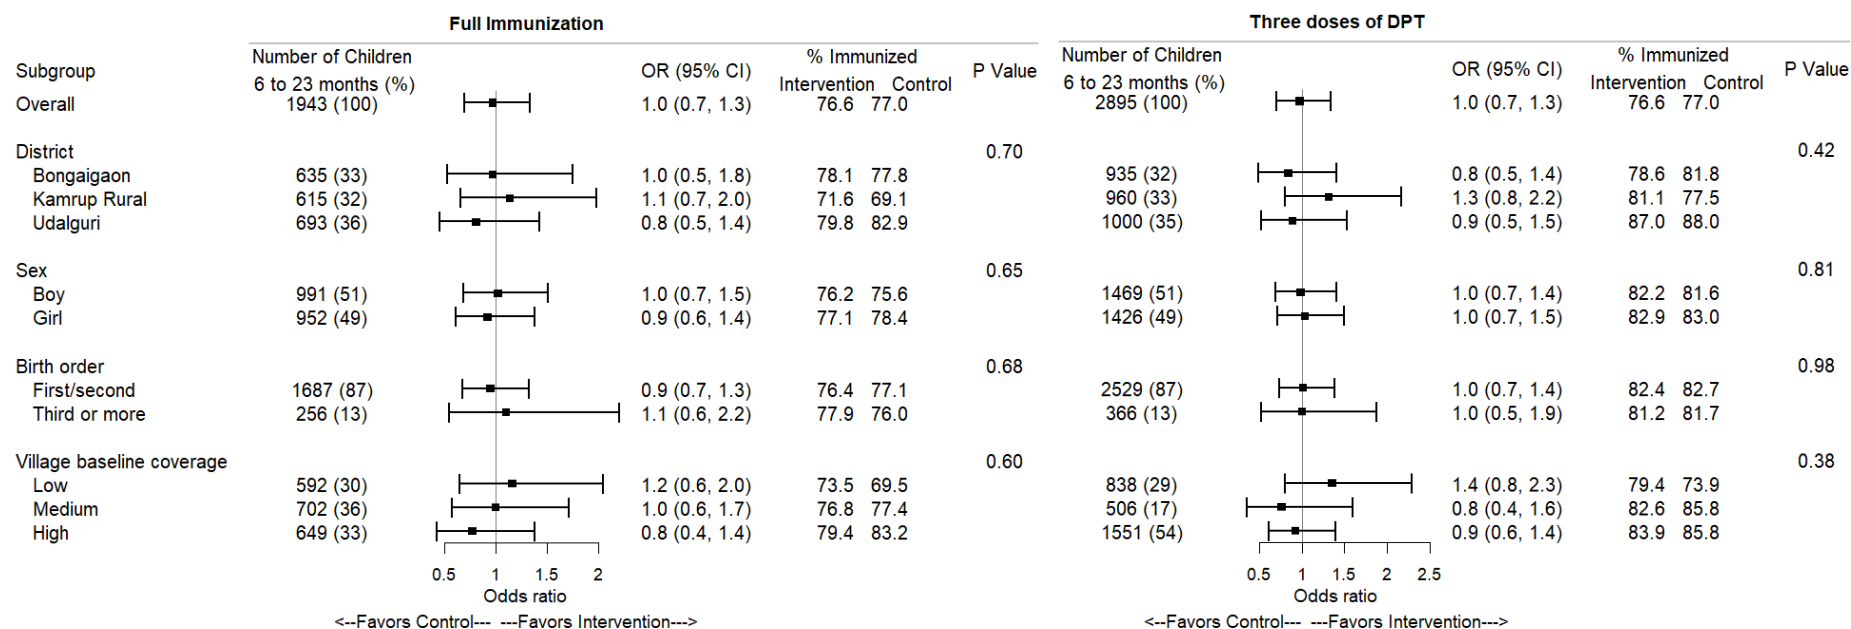 Full Immunization Three doses of DPT
Number of Children % Immunized Number of Children % Immunized
Subgroup OR (95% CI) P Value OR (95% CI) P Value
6 to 23 months (%) Intervention Control 6 to 23 months (%) Intervention Control
Overall 1943 (100) 1.0 (0.7, 1.3) 76.6 77.0 2895 (100) 1.0 (0.7, 1.3) 76.6 77.0
District 0.70 0.42
Bongaigaon 635 (33) 1.0 (0.5, 1.8) 78.1 77.8 935 (32) 0.8 (0.5, 1.4) 78.6 81.8
Kamrup Rural 615 (32) 1.1 (0.7, 2.0) 71.6 69.1 960 (33) 1.3 (0.8, 2.2) 81.1 77.5
Udalguri 693 (36) 0.8 (0.5, 1.4) 79.8 82.9 1000 (35) 0.9 (0.5, 1.5) 87.0 88.0
Sex 0.65 0.81
Boy 991 (51) 1.0 (0.7, 1.5) 76.2 75.6 1469 (51) 1.0 (0.7, 1.4) 82.2 81.6
Girl 952 (49) 0.9 (0.6, 1.4) 77.1 78.4 1426 (49) 1.0 (0.7, 1.5) 82.9 83.0
Birth order 0.68 0.98
First/second 1687 (87) 0.9 (0.7, 1.3) 76.4 77.1 2529 (87) 1.0 (0.7, 1.4) 82.4 82.7
Third or more 256 (13) 1.1 (0.6, 2.2) 77.9 76.0 366 (13) 1.0 (0.5, 1.9) 81.2 81.7
Village baseline coverage 0.60 0.38
Low 592 (30) 1.2 (0.6, 2.0) 73.5 69.5 838 (29) 1.4 (0.8, 2.3) 79.4 73.9
Medium 702 (36) 1.0 (0.6, 1.7) 76.8 77.4 506 (17) 0.8 (0.4, 1.6) 82.6 85.8
High 649 (33) 0.8 (0.4, 1.4) 79.4 83.2 1551 (54) 0.9 (0.6, 1.4) 83.9 85.8
0.5 1 1.5 2 0.5 1 1.5 2 2.5
Odds ratio Odds ratio
<--Favors Control--- ---Favors Intervention---> <--Favors Control--- ---Favors Intervention--->